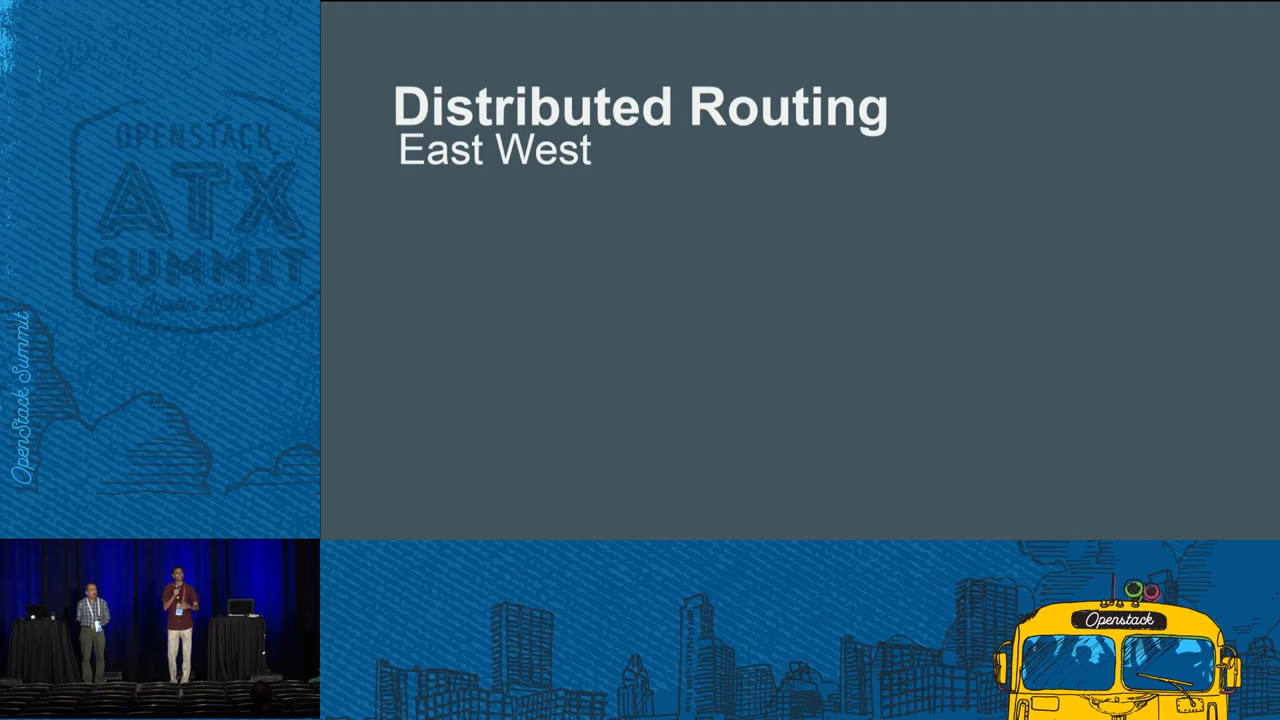 Distributed Routing
East West
OPENSTACK
ATX
SUMMIT
Austin 2016
OpenStack Summit
Openstack